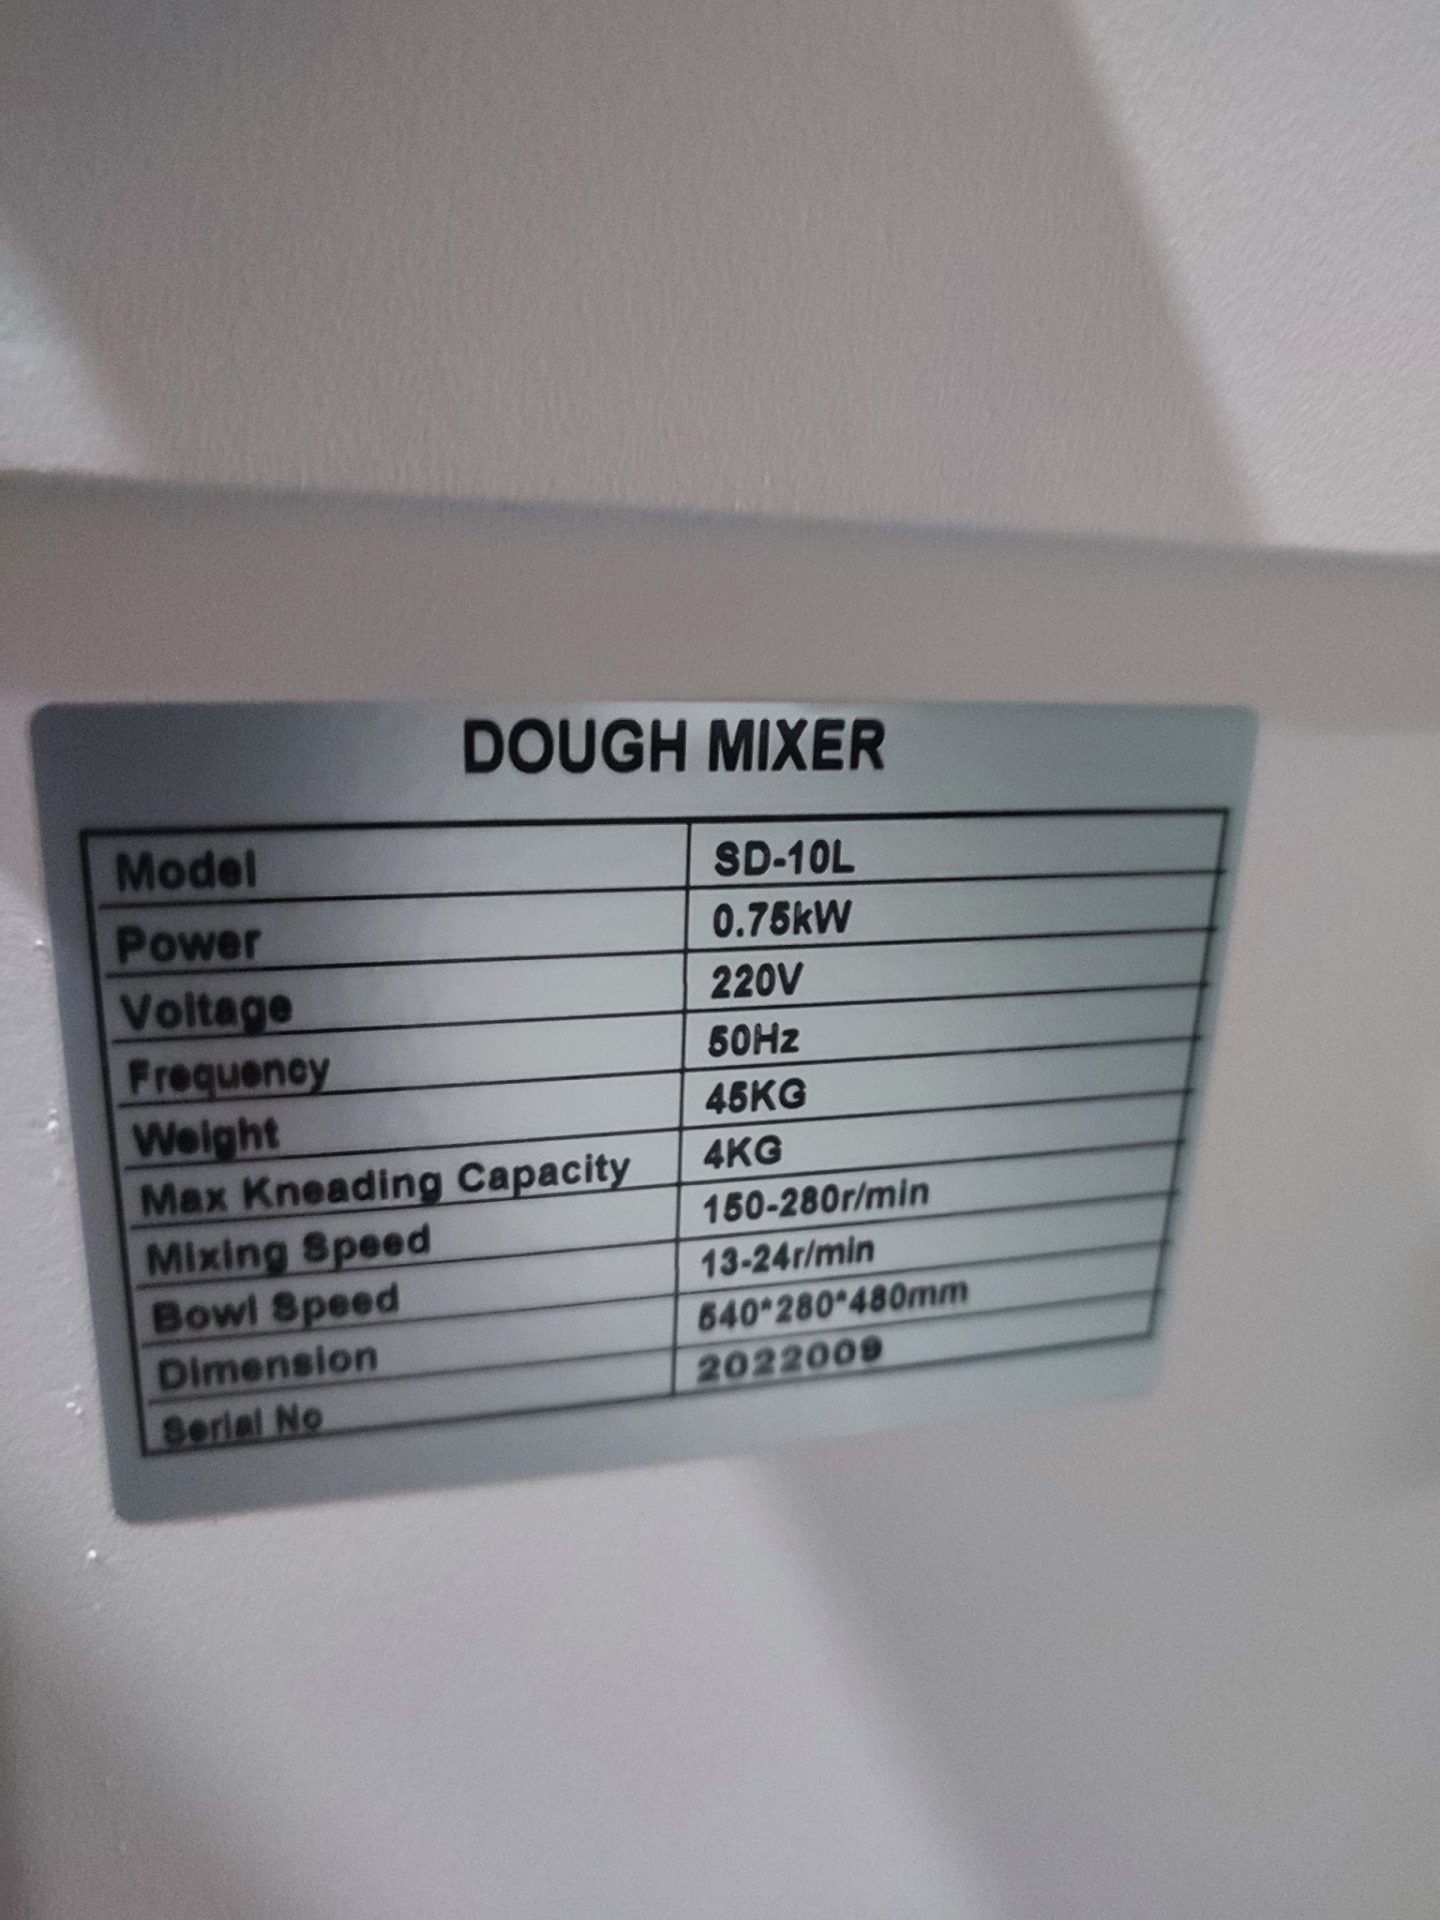 DOUGH MIXER
Model SD-10L
Power 0.75kW
Voltage 220V
Frequency 50Hz
Weight 45KG
Max Kneading Capacity 4KG
Mixing Speed 150-280r/min
Bowl Speed 13-24r/min
Dimension 540*280*480mm
Serial No 2022009